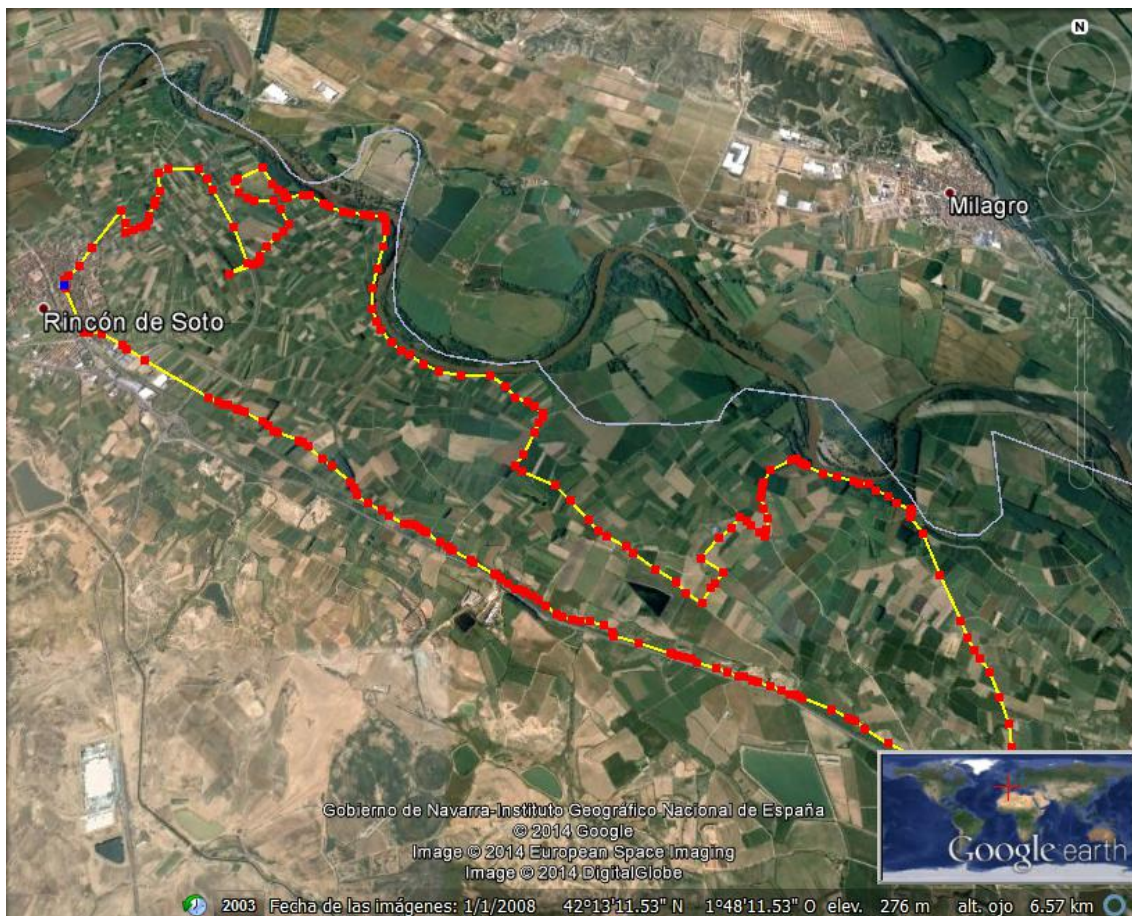 N
Milagro
Rincón de Soto
Gobierno de Navarra-Instituto Geográfico Nacional de España
© 2014 Google
Image © 2014 European Space Imaging
Image © 2014 DigitalGlobe
Google earth
2003 Fecha de las imágenes: 1/1/2008 42°13'11.53" N 1°48'11.53" O elev. 276 m alt. ojo 6.57 km